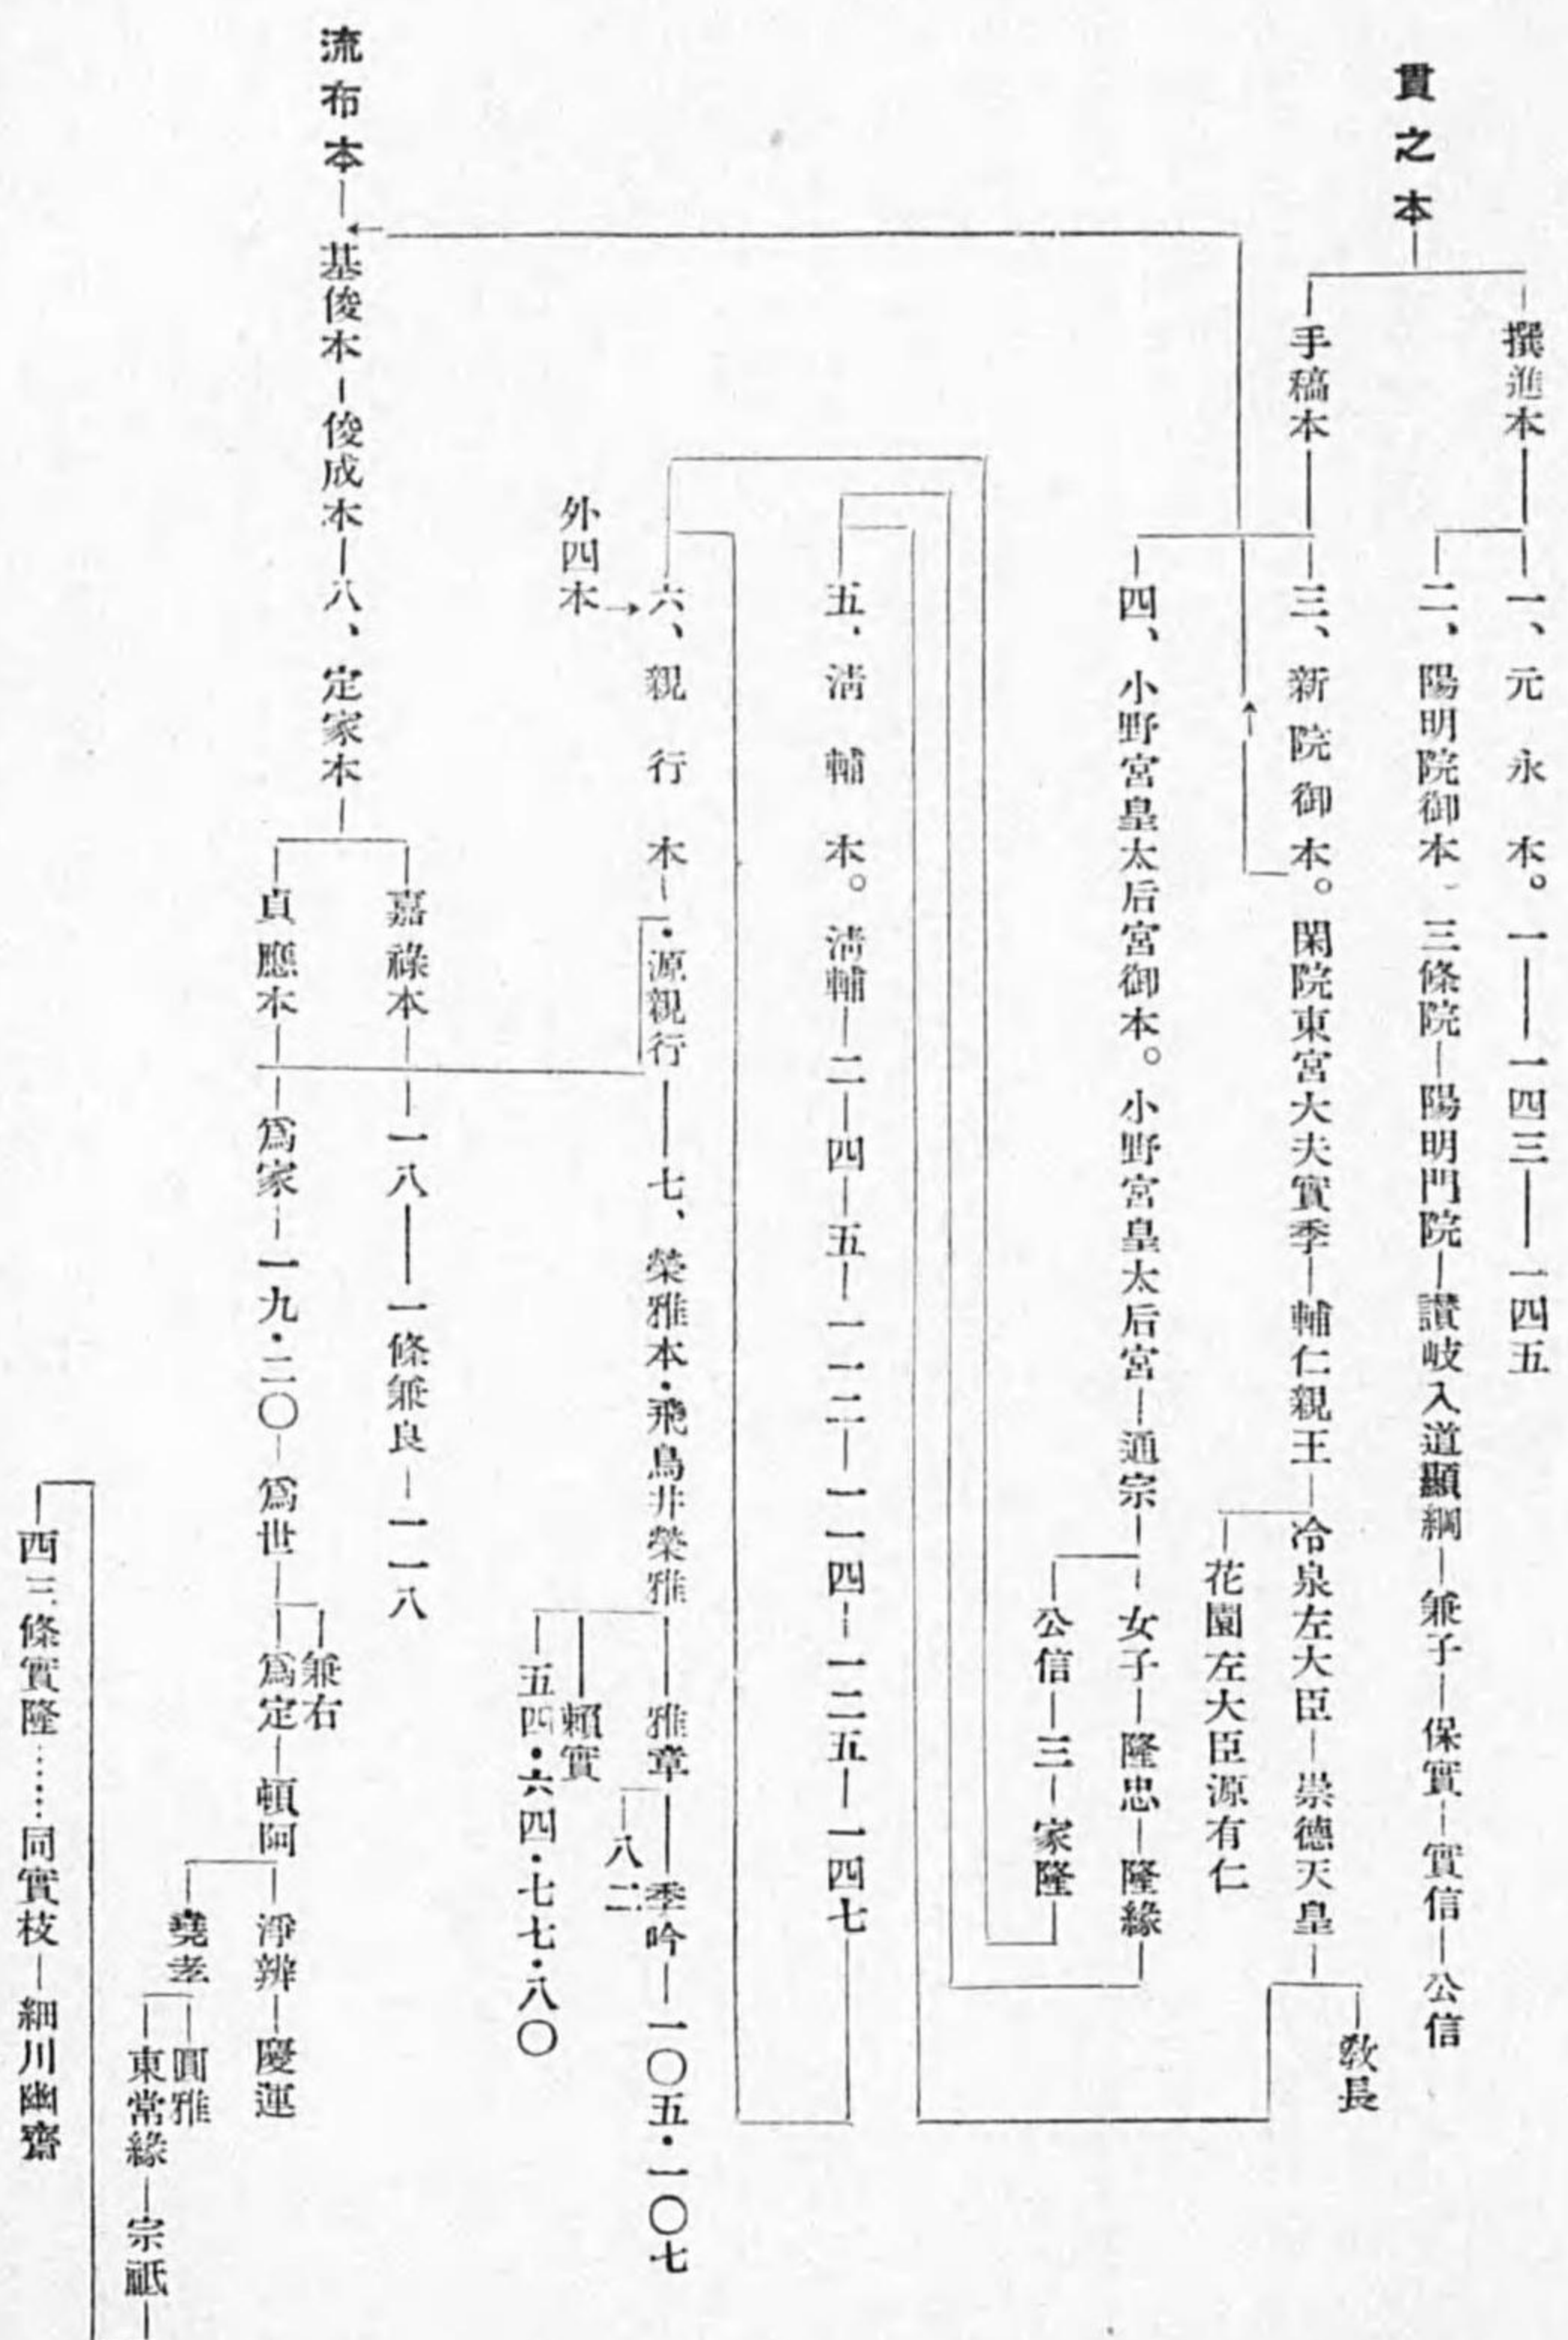 貫之本
撰進本
一、元永本。一——一四三——一四五
二、陽明院御本、三條院—陽明門院—讃岐入道顯綱—兼子—保實—實信—公信
手稿本
三、新院御本。閑院東宮大夫實季—輔仁親王—冷泉左大臣—崇德天皇
敎長
花園左大臣源有仁
四、小野宮皇太后宮御本。小野宮皇太后宮—通宗—女子—隆忠—隆緣
公信—三—家隆
五、淸輔本。淸輔—二—四—五—一一二—一一四—一二五—一四七
六、親行本—・源親行——七、榮雅本・飛鳥井榮雅——雅章——季吟—一〇五・一〇七
八二
賴實
五四・六四・七七・八〇
外四本→
流布本—基俊本—俊成本—八、定家本
嘉祿本—一八——一條兼良—一一八
貞應本—爲家—一九・二〇—爲世—爲定—頓阿
兼右
淨辨—慶運
堯孝
圓雅
東常緣—宗祇—
西三條實隆……同實枝—細川幽齋